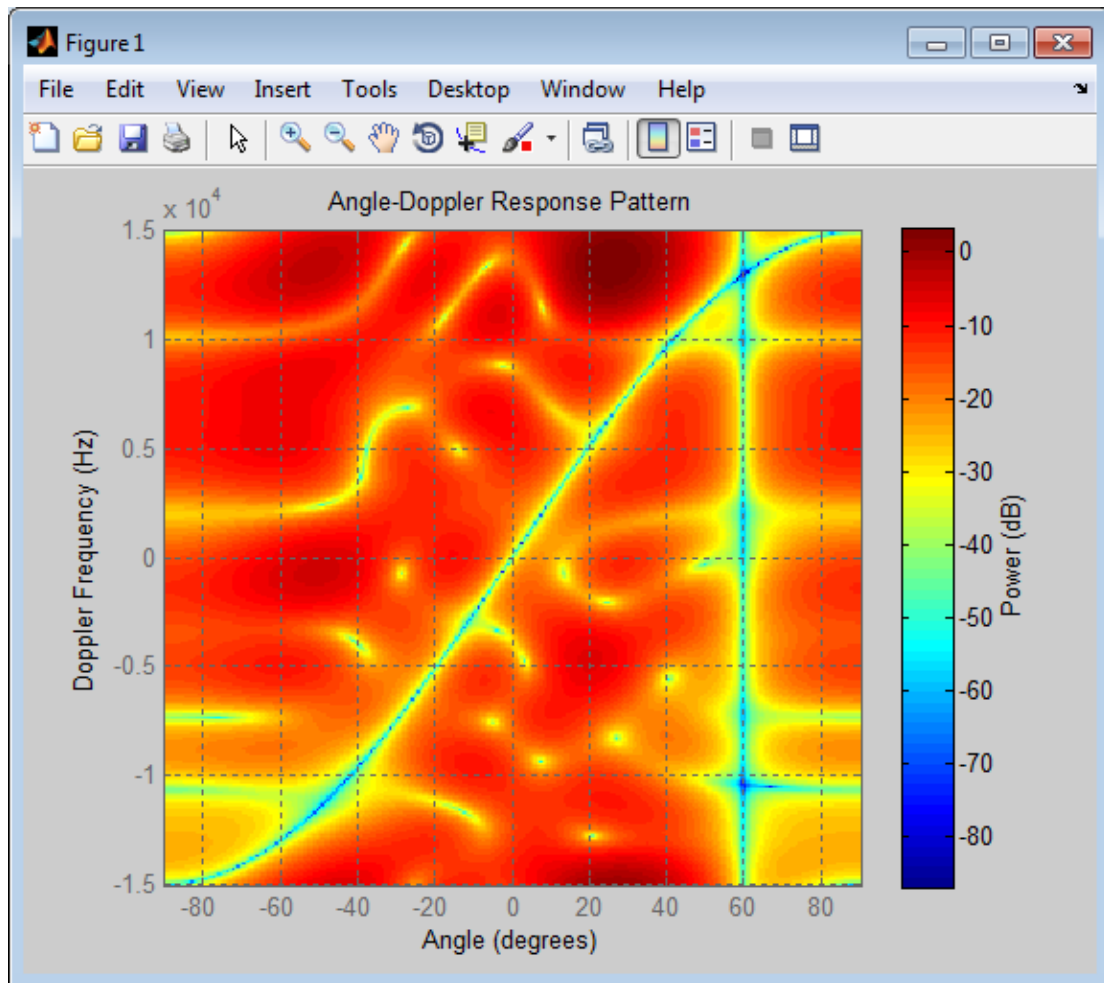 Figure 1
File Edit View Insert Tools Desktop Window Help
Angle-Doppler Response Pattern
x 10^4
1.5
1
0.5
0
-0.5
-1
-1.5
Doppler Frequency (Hz)
-80 -60 -40 -20 0 20 40 60 80
Angle (degrees)
0
-10
-20
-30
-40
-50
-60
-70
-80
Power (dB)